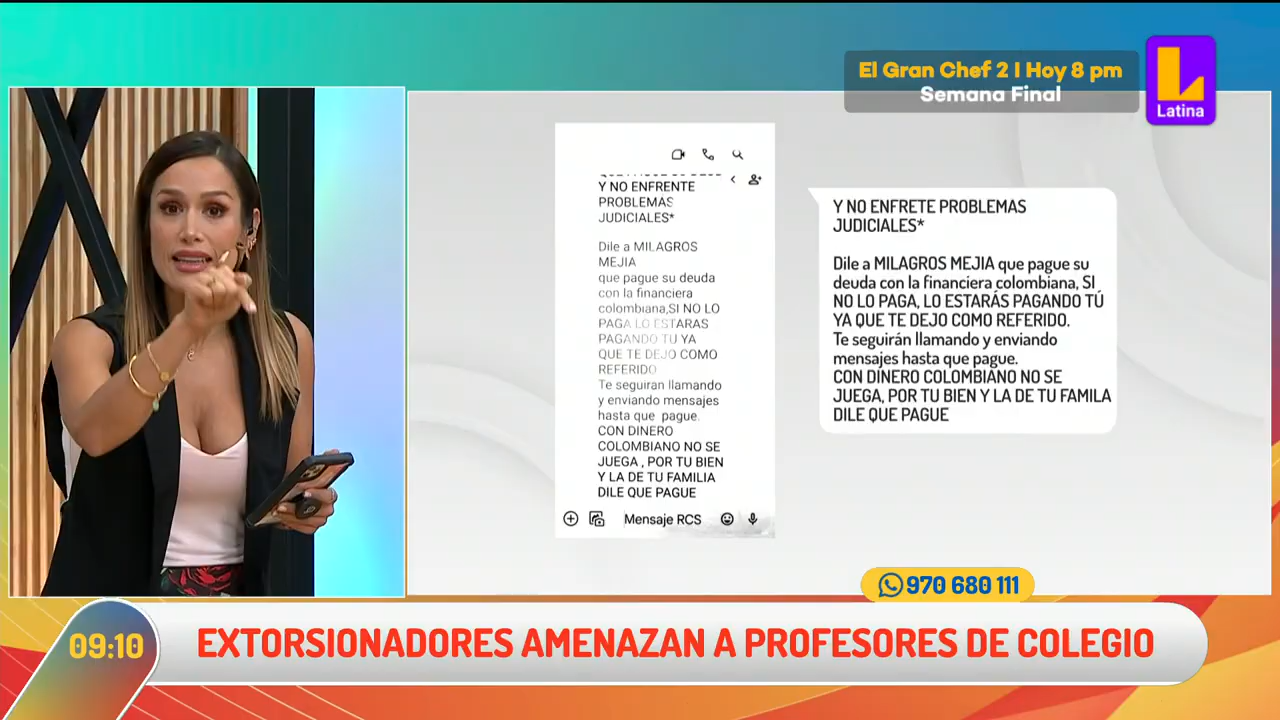 El Gran Chef 2 I Hoy 8 pm
Semana Final
Latina
Y NO ENFRENTE
PROBLEMAS
JUDICIALES*
Dile a MILAGROS
MEJIA
que pague su deuda
con la financiera
colombiana,SI NO LO
PAGA LO ESTARAS
PAGANDO TU YA
QUE TE DEJO COMO
REFERIDO
Te seguiran llamando
y enviando mensajes
hasta que pague.
CON DINERO
COLOMBIANO NO SE
JUEGA , POR TU BIEN
Y LA DE TU FAMILIA
DILE QUE PAGUE
Mensaje RCS
Y NO ENFRETE PROBLEMAS
JUDICIALES*
Dile a MILAGROS MEJIA que pague su
deuda con la financiera colombiana, SI
NO LO PAGA, LO ESTARÁS PAGANDO TÚ
YA QUE TE DEJO COMO REFERIDO.
Te seguirán llamando y enviando
mensajes hasta que pague.
CON DINERO COLOMBIANO NO SE
JUEGA, POR TU BIEN Y LA DE TU FAMILA
DILE QUE PAGUE
970 680 111
09:10
EXTORSIONADORES AMENAZAN A PROFESORES DE COLEGIO